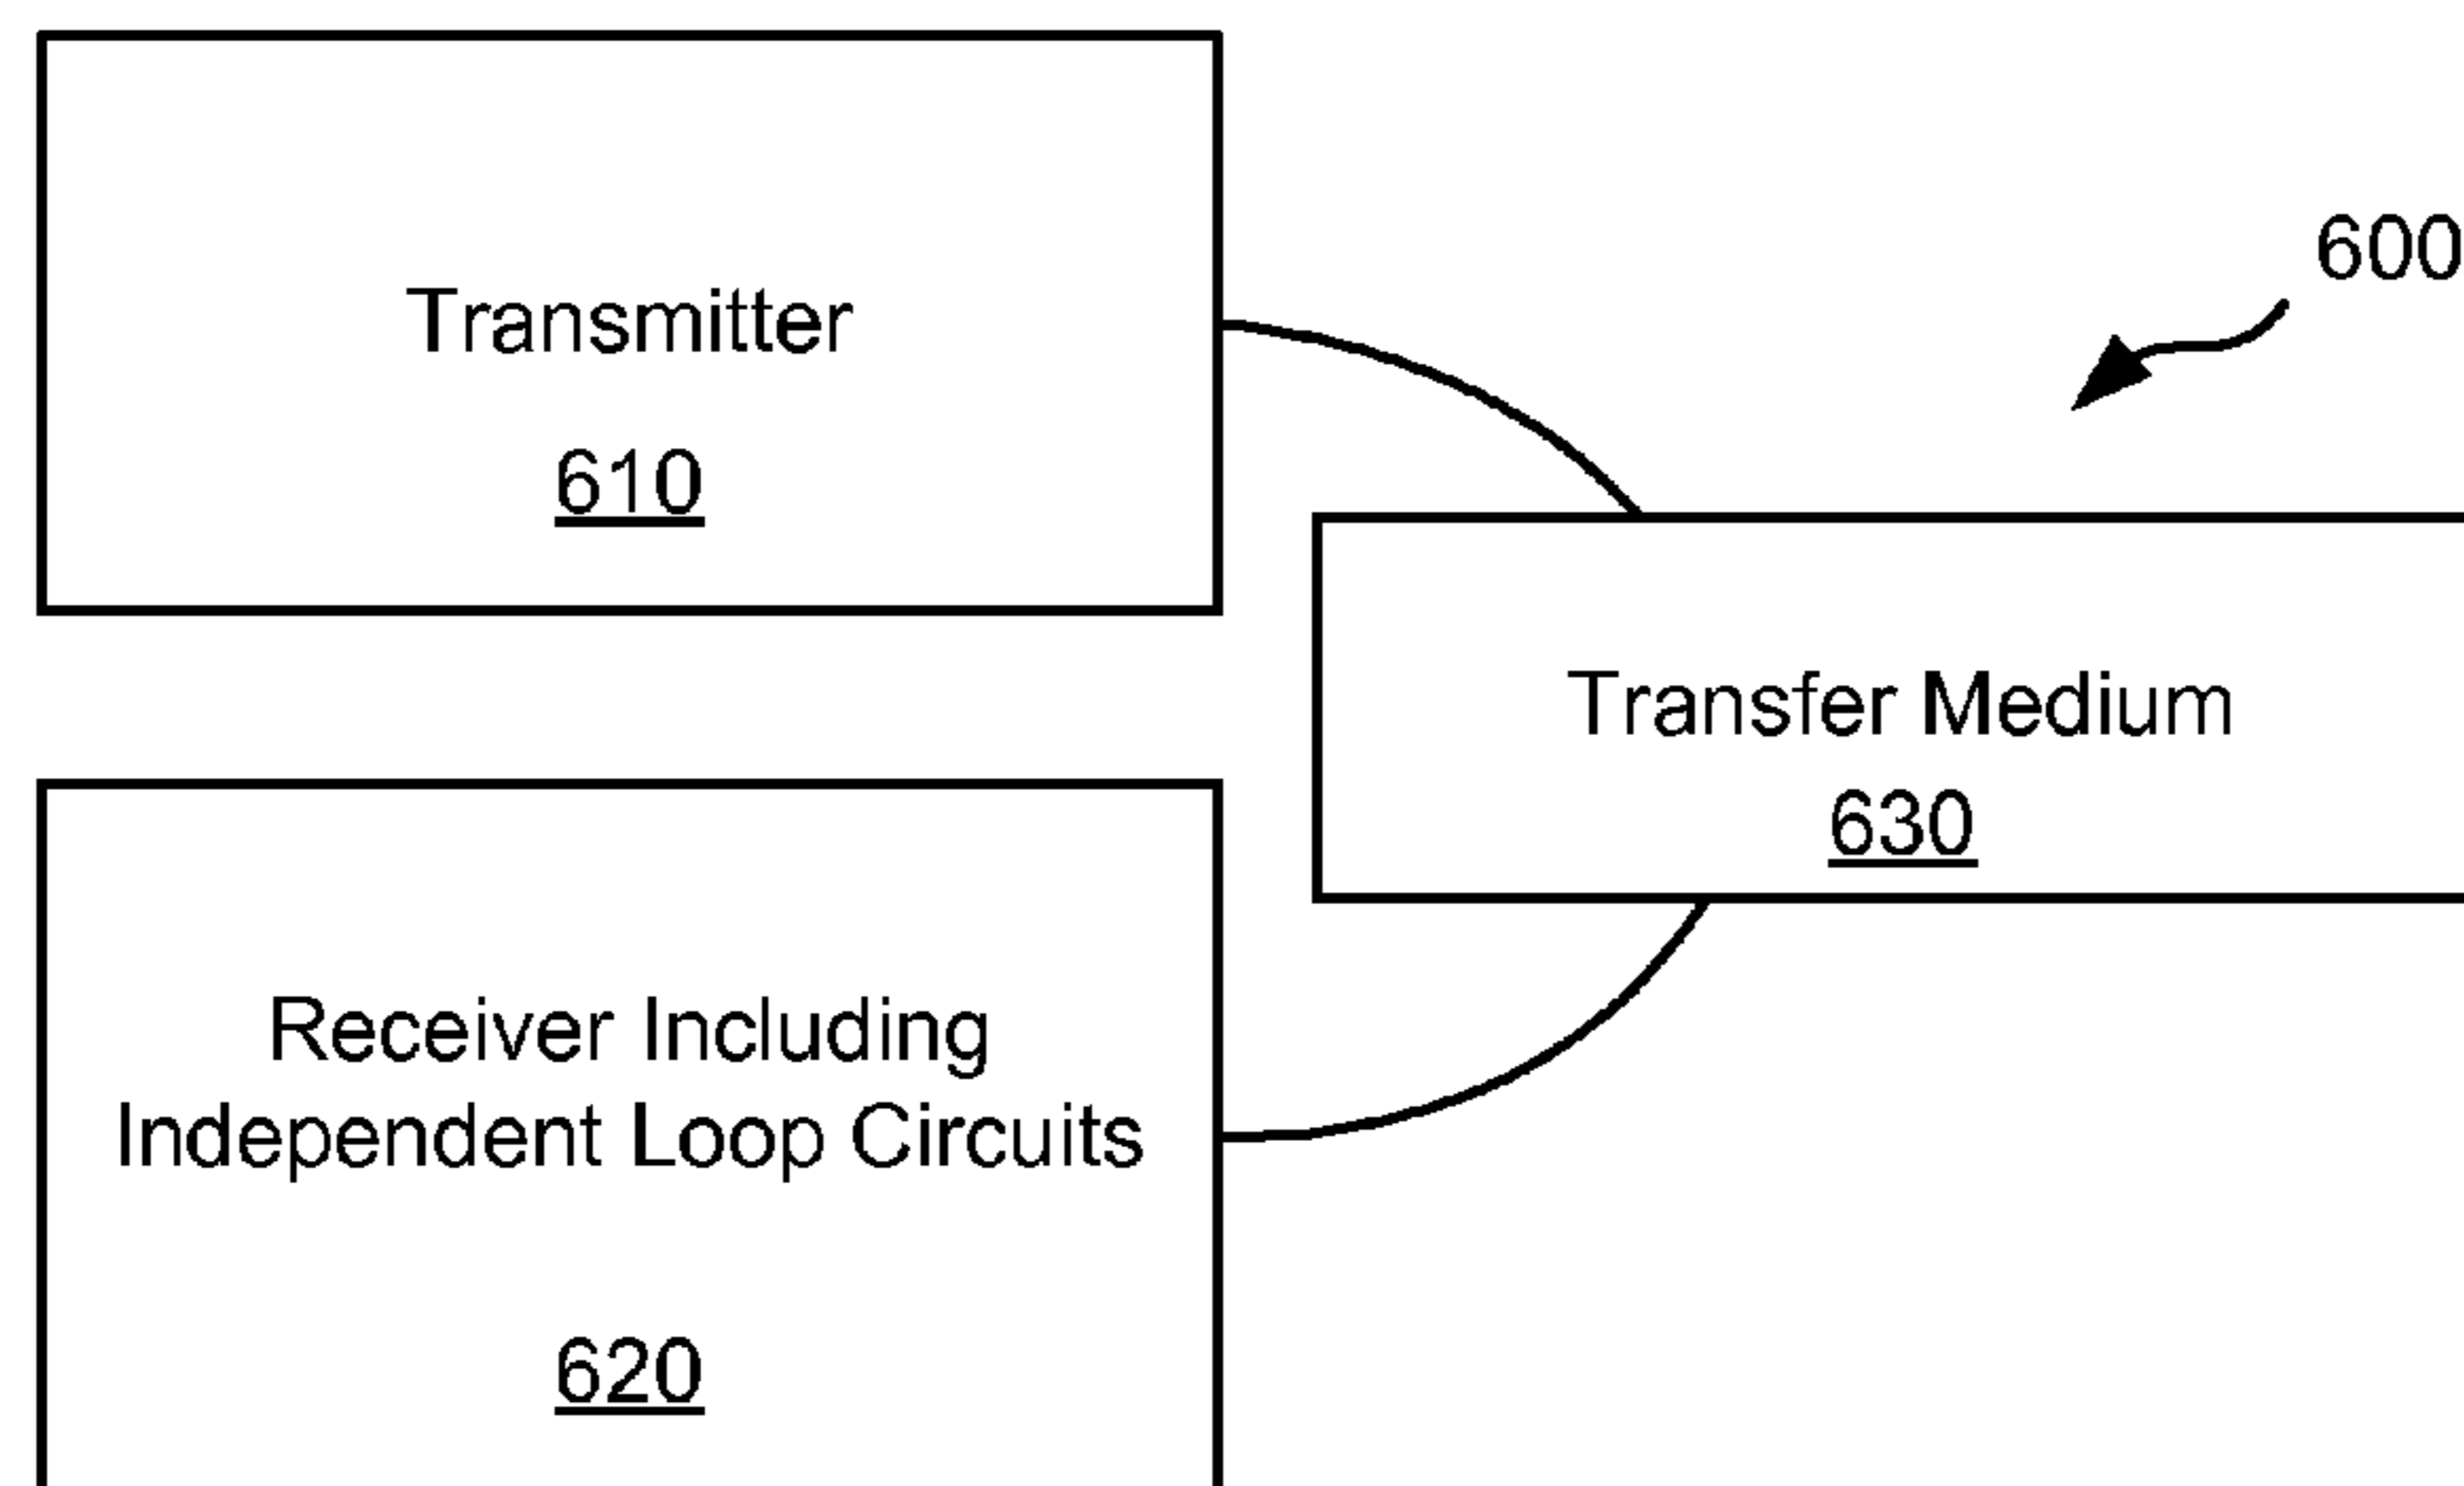 Transmitter
610
600
Transfer Medium
630
Receiver Including
Independent Loop Circuits
620